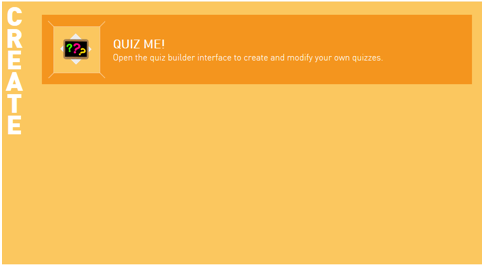 CREATE
???
QUIZ ME!
Open the quiz builder interface to create and modify your own quizzes.